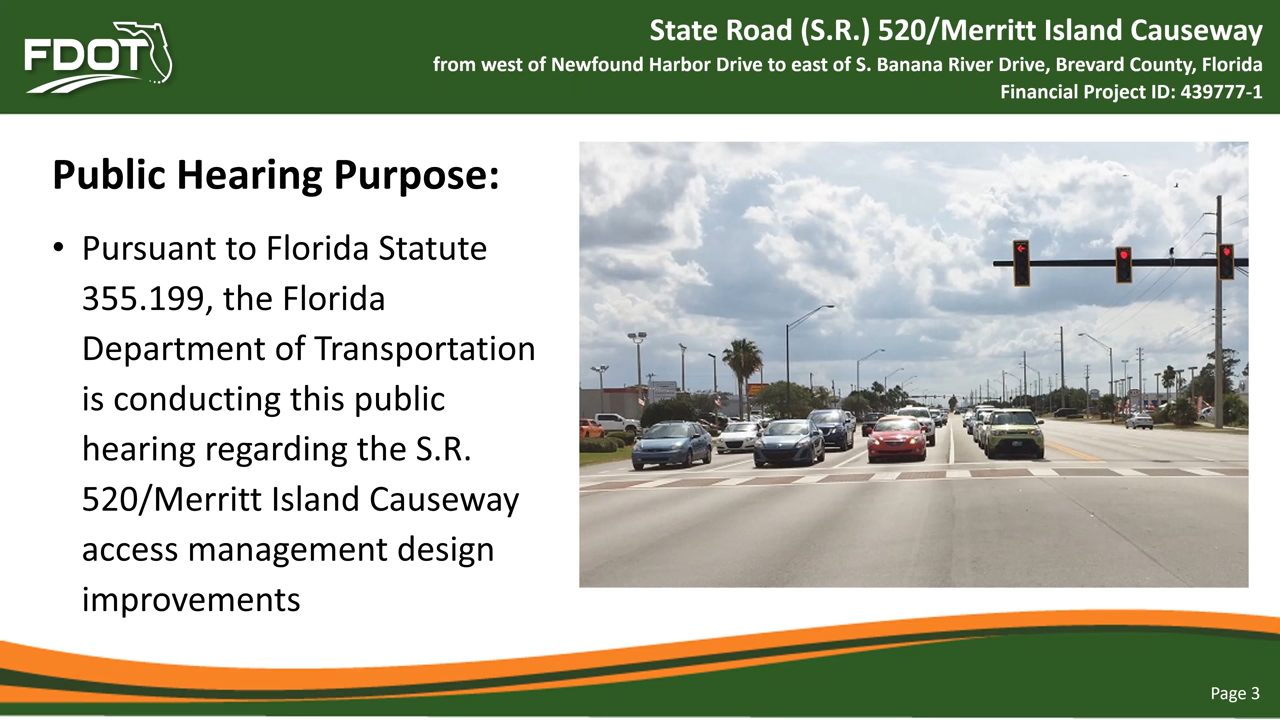 FDOT
State Road (S.R.) 520/Merritt Island Causeway
from west of Newfound Harbor Drive to east of S. Banana River Drive, Brevard County, Florida
Financial Project ID: 439777-1
Public Hearing Purpose:
• Pursuant to Florida Statute
355.199, the Florida
Department of Transportation
is conducting this public
hearing regarding the S.R.
520/Merritt Island Causeway
access management design
improvements
Page 3